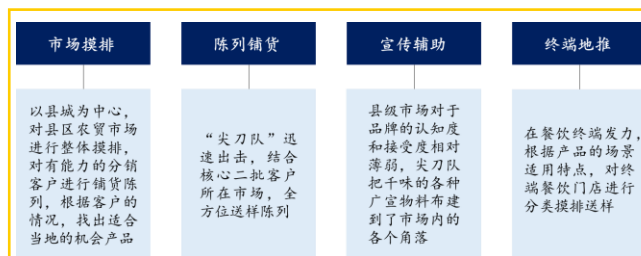 市场摸排
以县城为中心，
对县区农贸市场
进行整体摸排，
对有能力的分销
客户进行铺货陈
列，根据客户的
情况，找出适合
当地的机会产品
陈列铺货
“尖刀队”迅
速出击，结合
核心二批客户
所在市场，全
方位送样陈列
宣传辅助
县级市场对于
品牌的认知度
和接受度相对
薄弱，尖刀队
把千味的各种
广宣物料布建
到了市场内的
各个角落
终端地推
在餐饮终端发力，
根据产品的场景
适用特点，对终
端餐饮门店进行
分类摸排送样